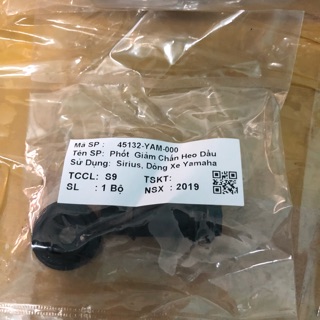 Mã SP : 45132-YAM-000
Tên SP: Phốt Giảm Chấn Heo Dầu
Sử Dụng: Sirius, Dòng Xe Yamaha
TCCL: S9 TSKT:
SL : 1 Bộ NSX : 2019